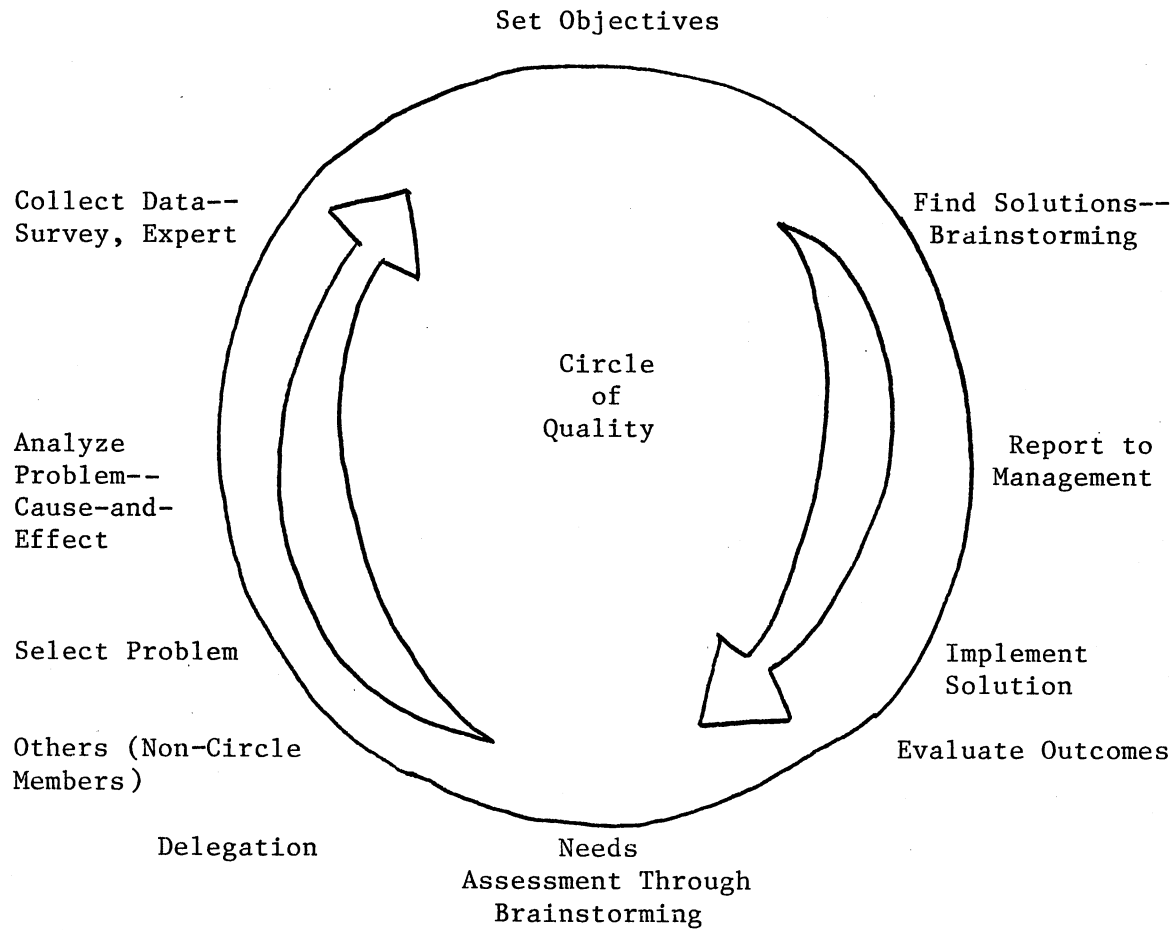 Set Objectives
Collect Data--
Survey, Expert
Find Solutions--
Brainstorming
Circle
of
Quality
Analyze
Problem--
Cause-and-
Effect
Report to
Management
Select Problem
Implement
Solution
Others (Non-Circle
Members)
Evaluate Outcomes
Delegation
Needs
Assessment Through
Brainstorming